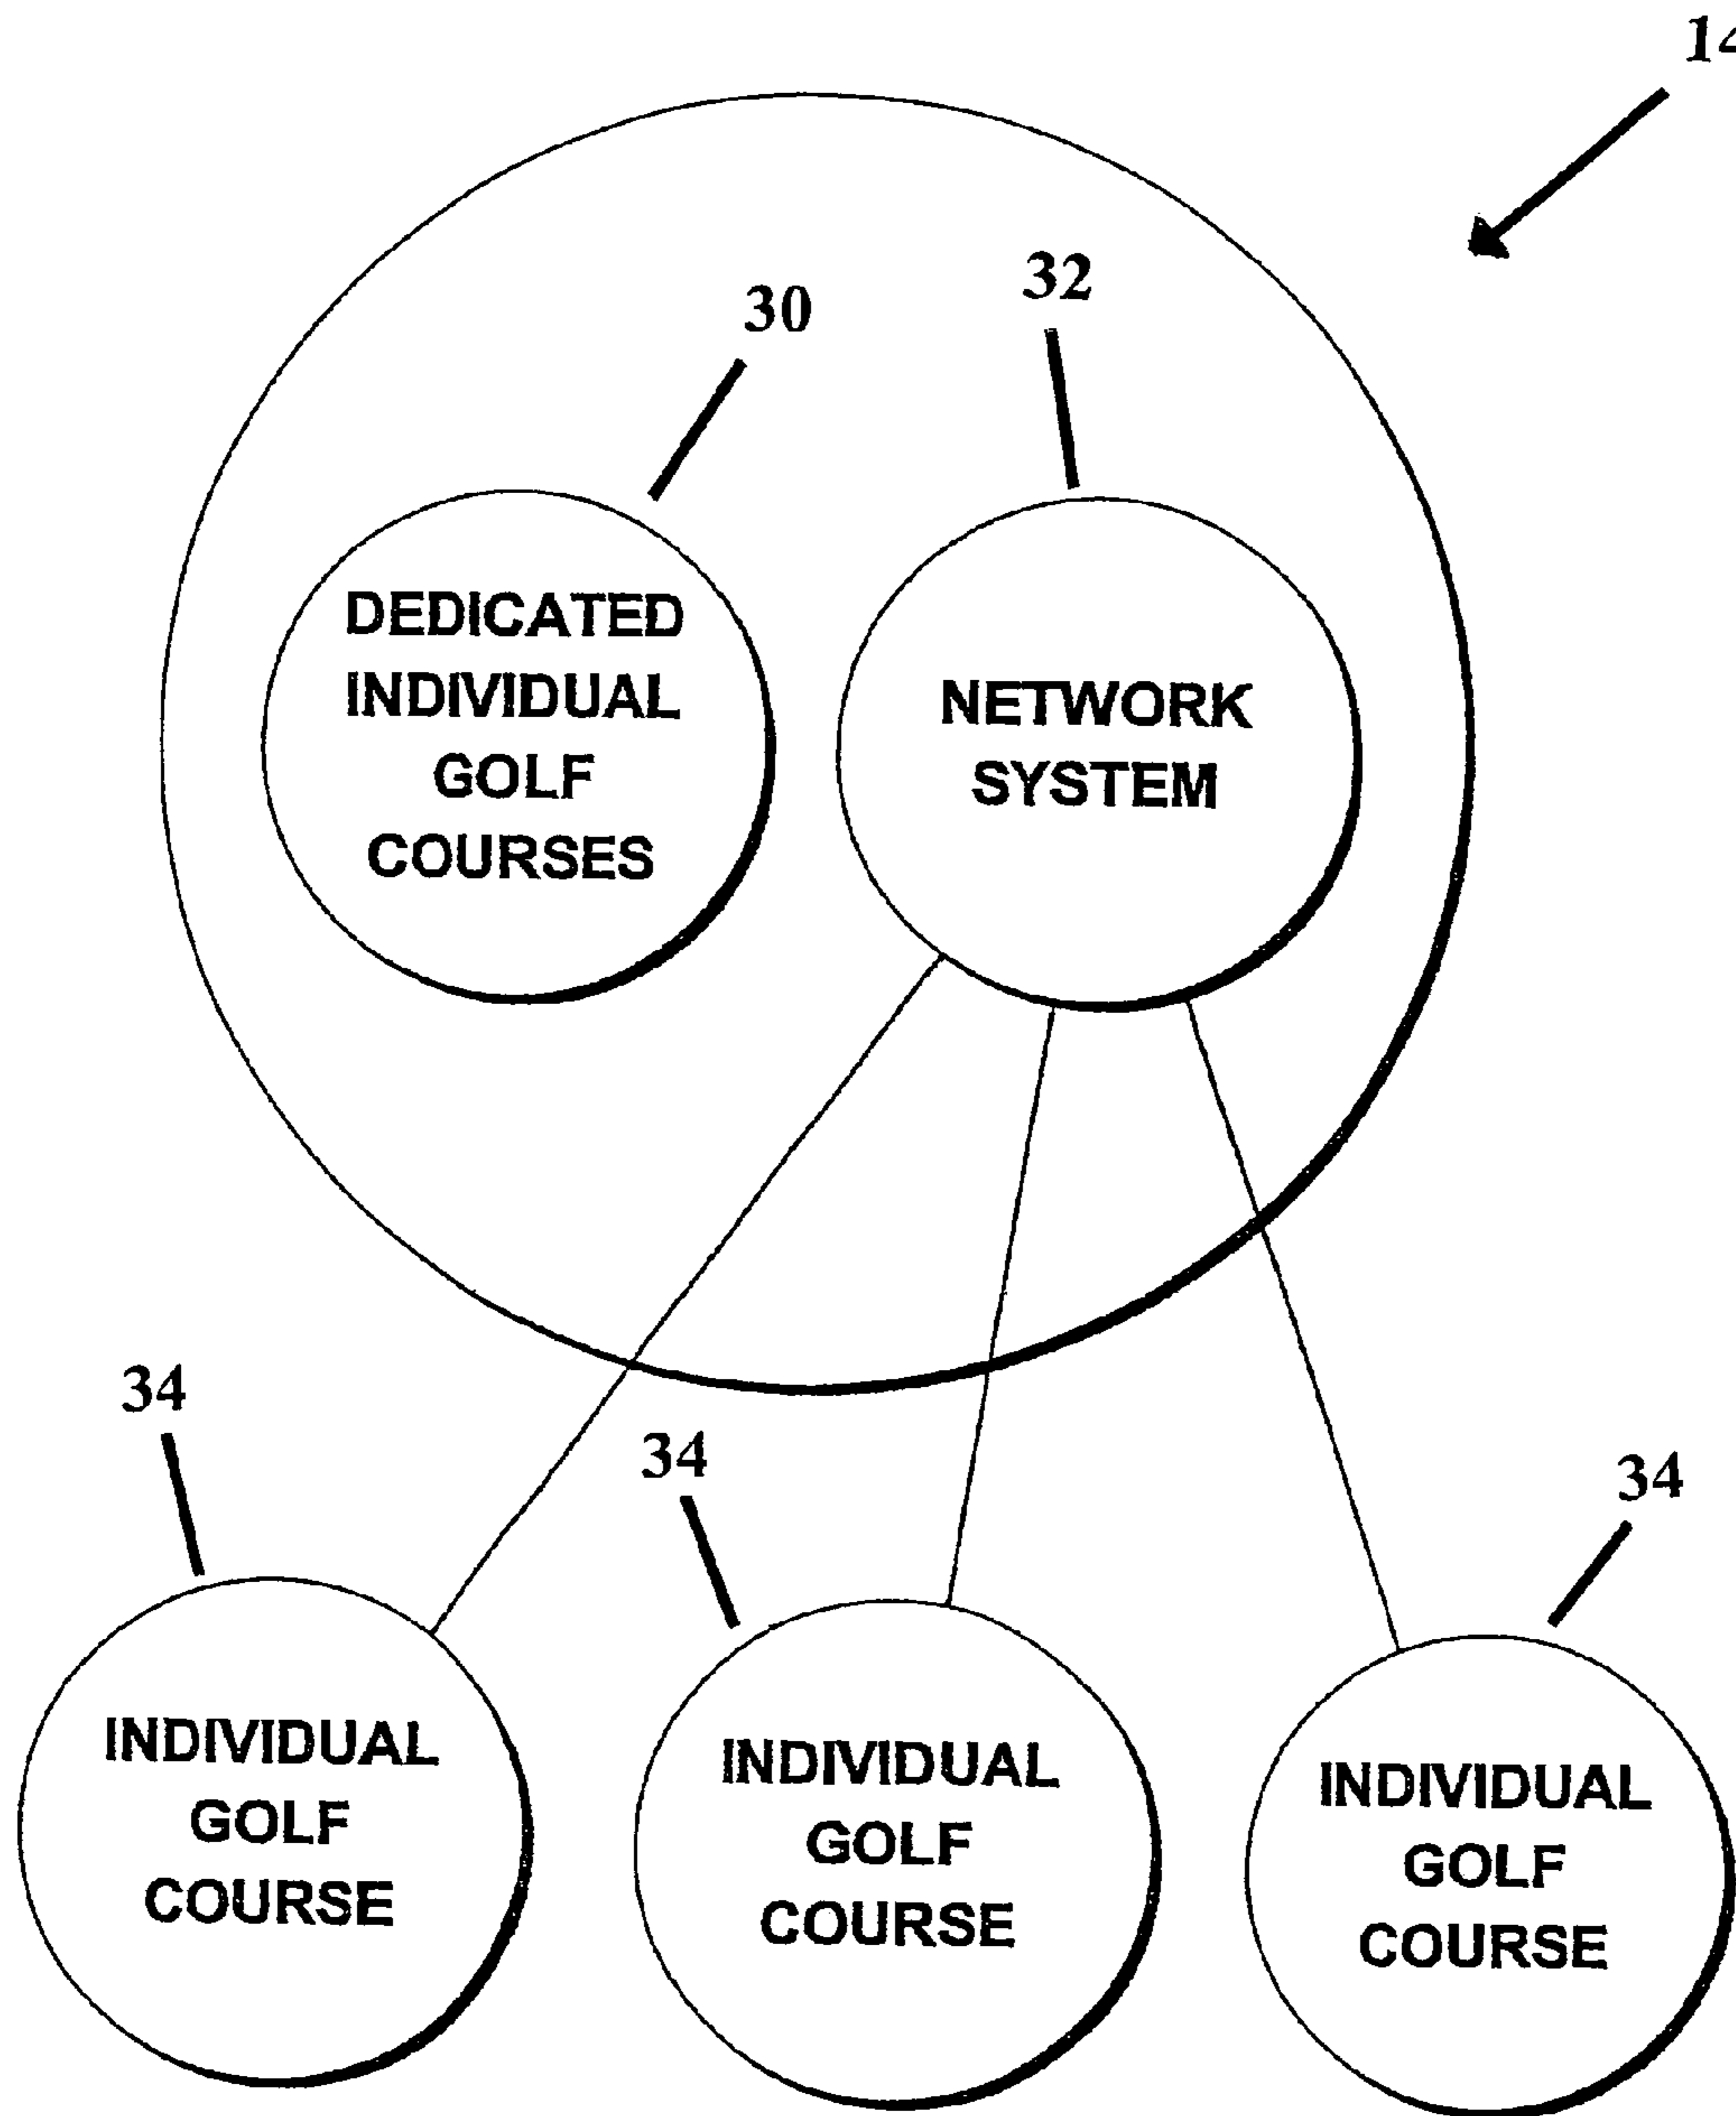 14
32
30
DEDICATED
INDIVIDUAL
GOLF
COURSES
NETWORK
SYSTEM
34
34
34
INDIVIDUAL
GOLF
COURSE
INDIVIDUAL
GOLF
COURSE
INDIVIDUAL
GOLF
COURSE